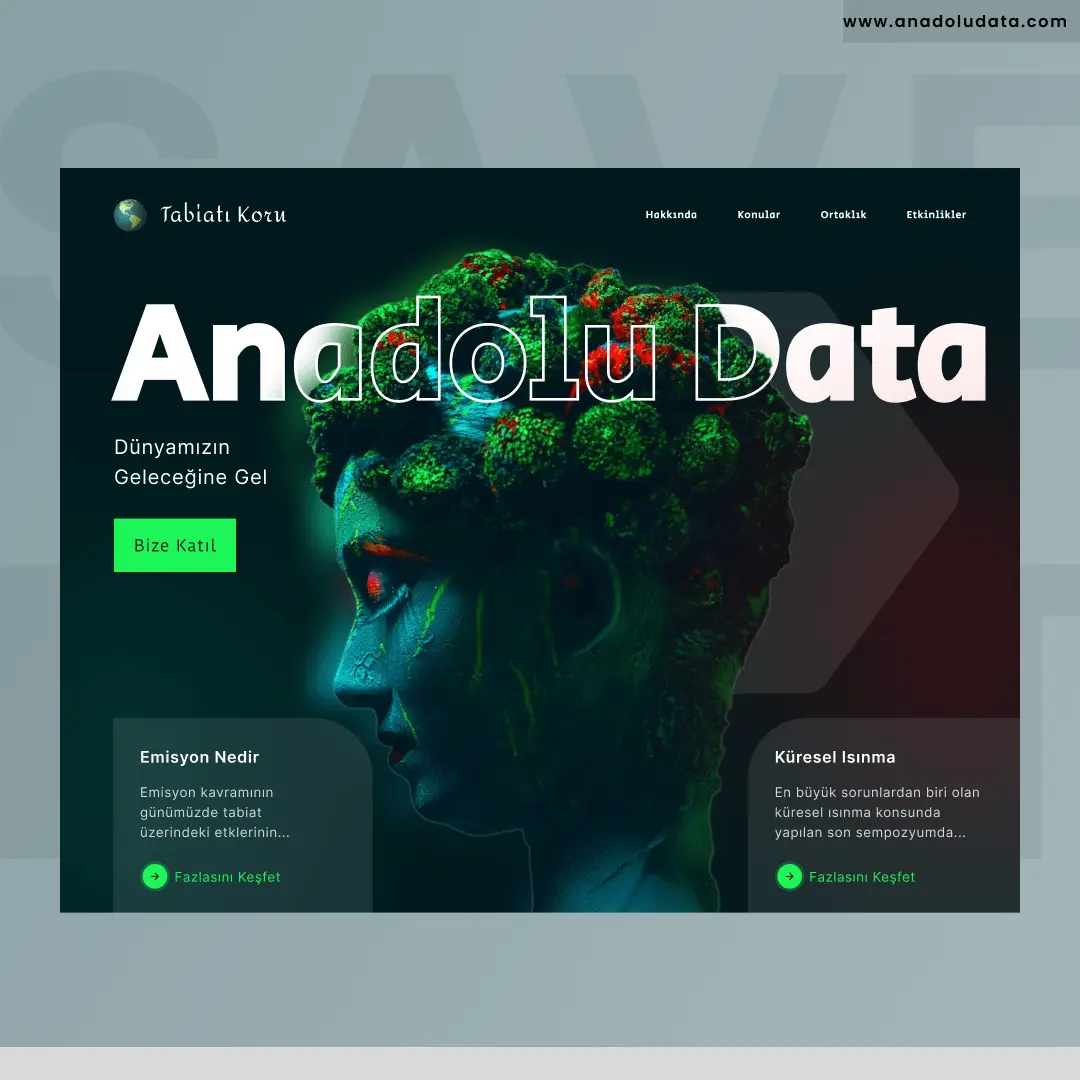 www.anadoludata.com
SAVE
Tabiatı Koru
Hakkında
Konular
Ortaklık
Etkinlikler
Anadolu Data
Dünyamızın
Geleceğine Gel
Bize Katıl
Emisyon Nedir
Emisyon kavramının
günümüzde tabiat
üzerindeki etklerinin...
Fazlasını Keşfet
Küresel Isınma
En büyük sorunlardan biri olan
küresel ısınma konsunda
yapılan son sempozyumda...
Fazlasını Keşfet